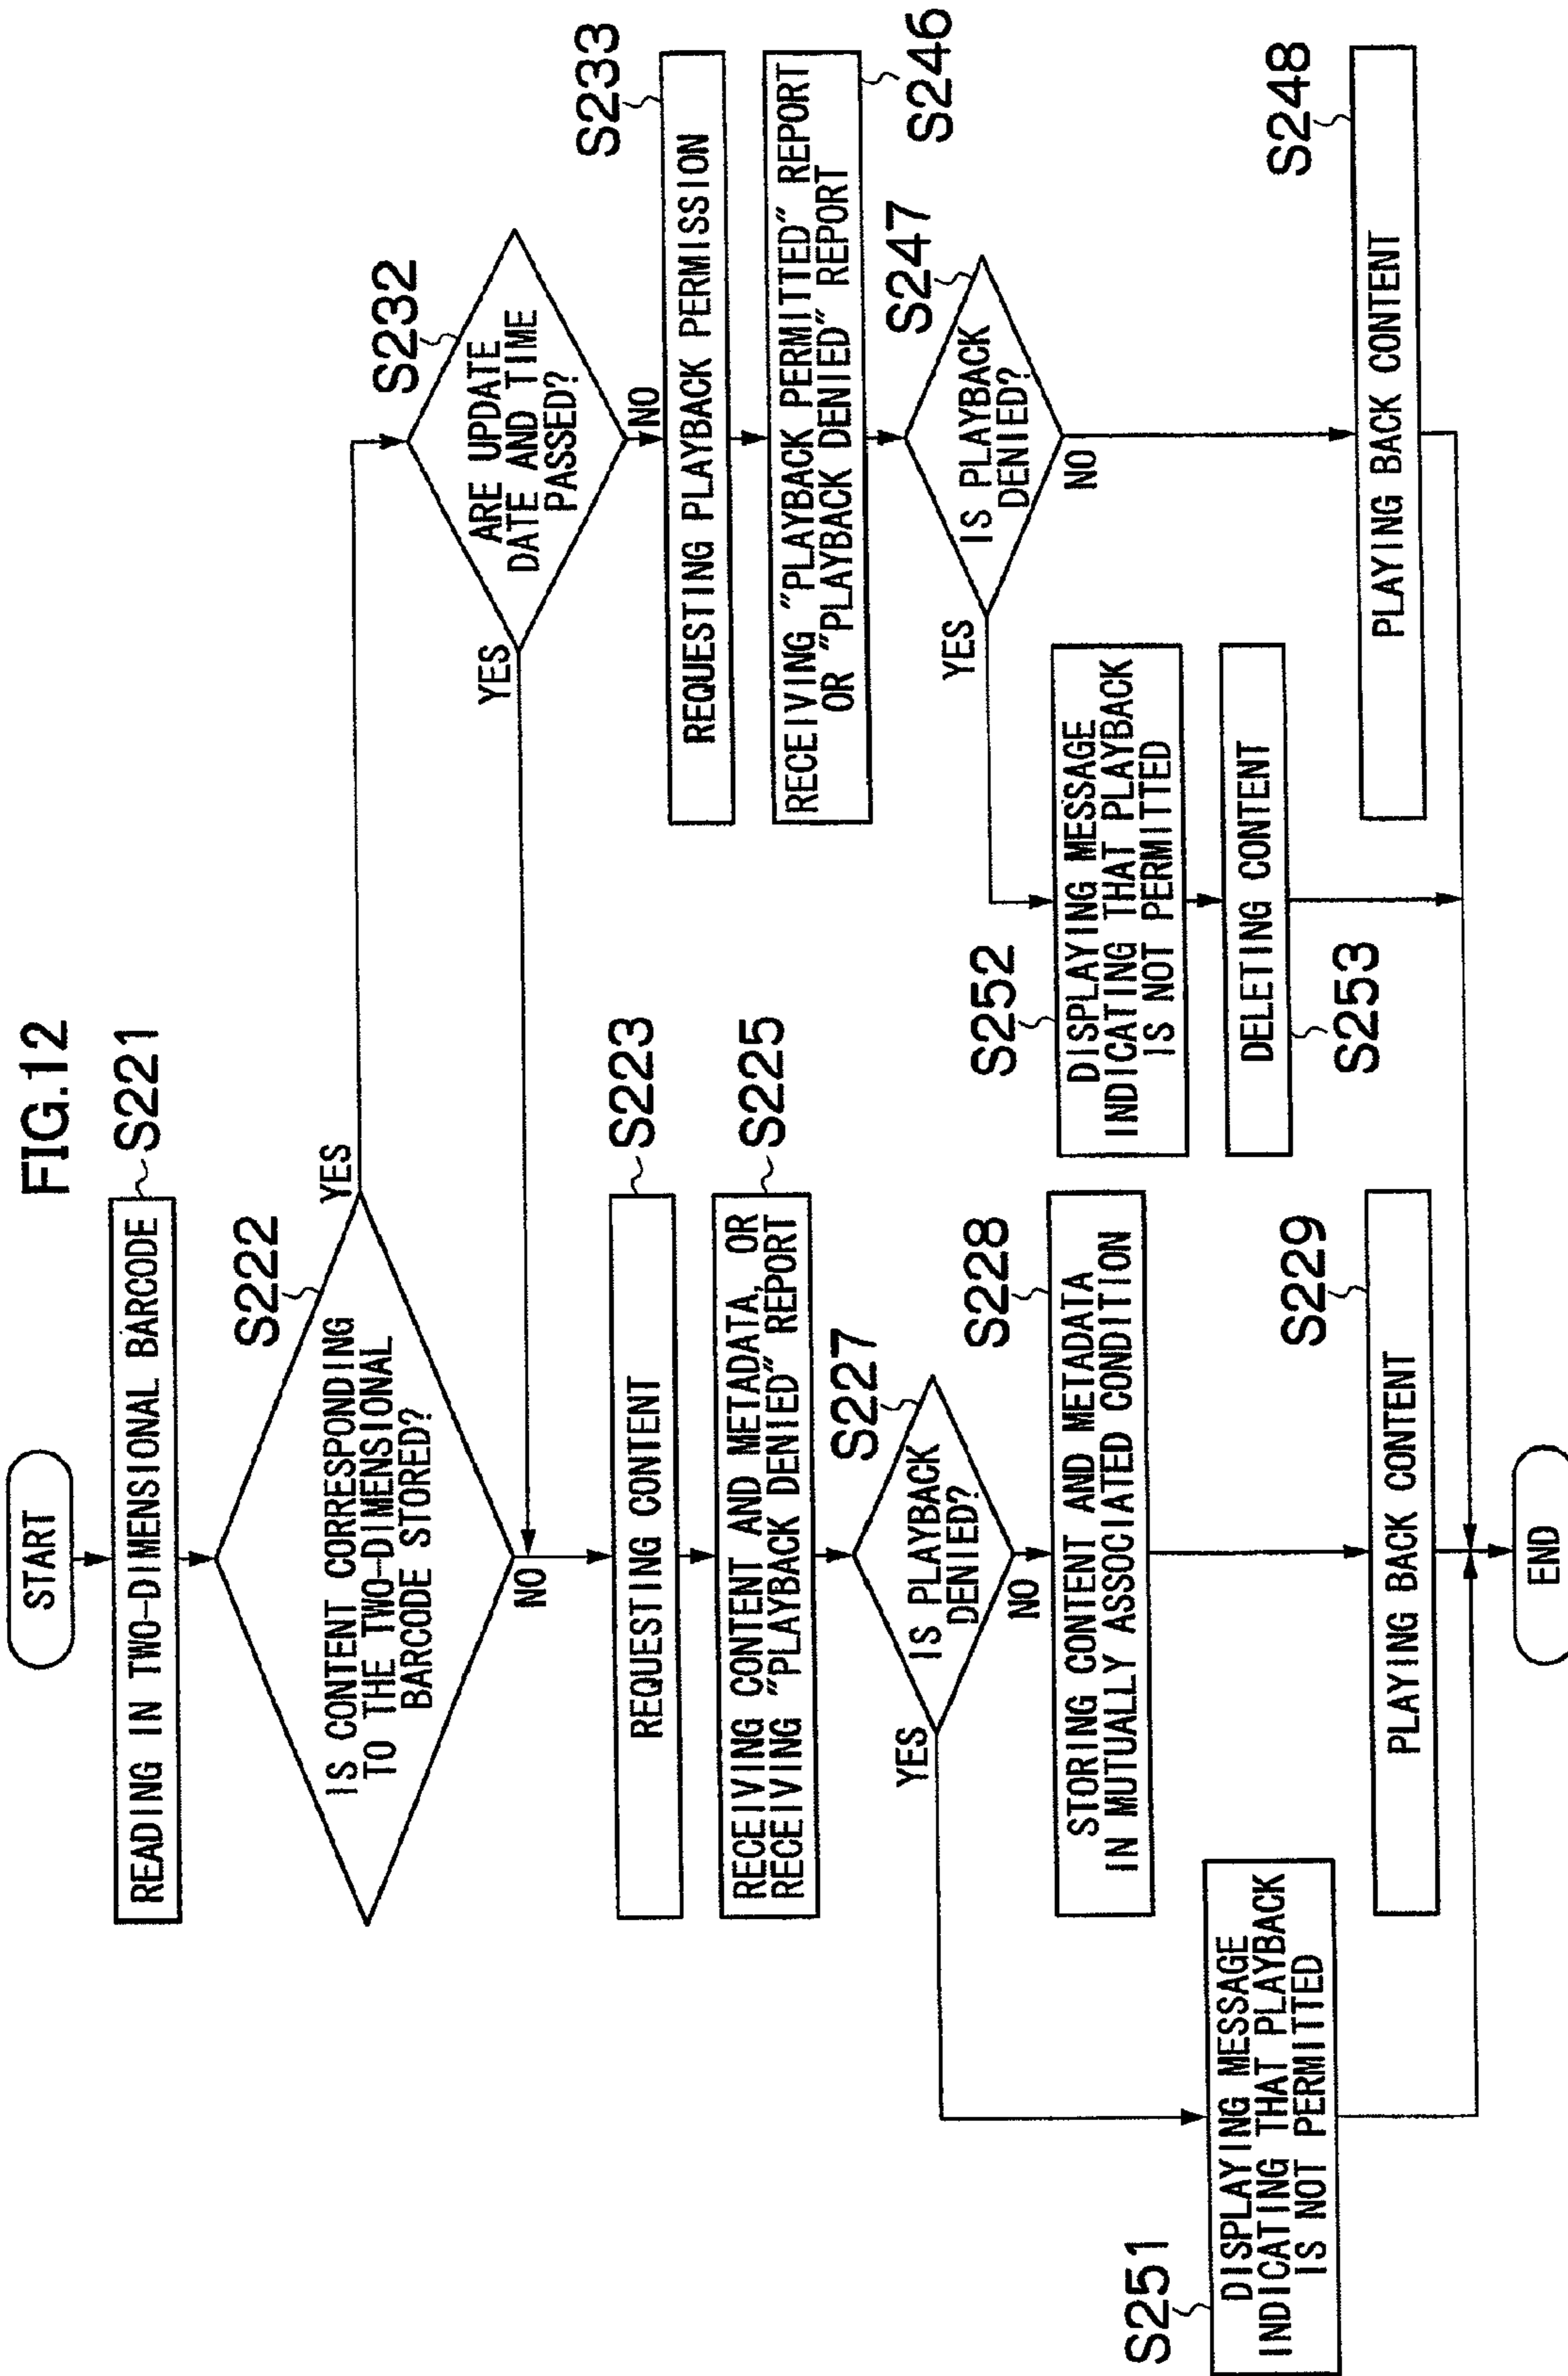 FIG.12
START
READING IN TWO-DIMENSIONAL BARCODE
S221
IS CONTENT CORRESPONDING
TO THE TWO-DIMENSIONAL
BARCODE STORED?
S222
YES
NO
ARE UPDATE
DATE AND TIME
PASSED?
S232
YES
NO
REQUESTING CONTENT
S223
RECEIVING CONTENT AND METADATA, OR
RECEIVING "PLAYBACK DENIED" REPORT
S225
IS PLAYBACK
DENIED?
S227
YES
NO
STORING CONTENT AND METADATA
IN MUTUALLY ASSOCIATED CONDITION
S228
PLAYING BACK CONTENT
S229
S251
DISPLAYING MESSAGE
INDICATING THAT PLAYBACK
IS NOT PERMITTED
REQUESTING PLAYBACK PERMISSION
S233
RECEIVING "PLAYBACK PERMITTED" REPORT
OR "PLAYBACK DENIED" REPORT
S246
IS PLAYBACK
DENIED?
S247
YES
NO
S252
DISPLAYING MESSAGE
INDICATING THAT PLAYBACK
IS NOT PERMITTED
DELETING CONTENT
S253
PLAYING BACK CONTENT
S248
END